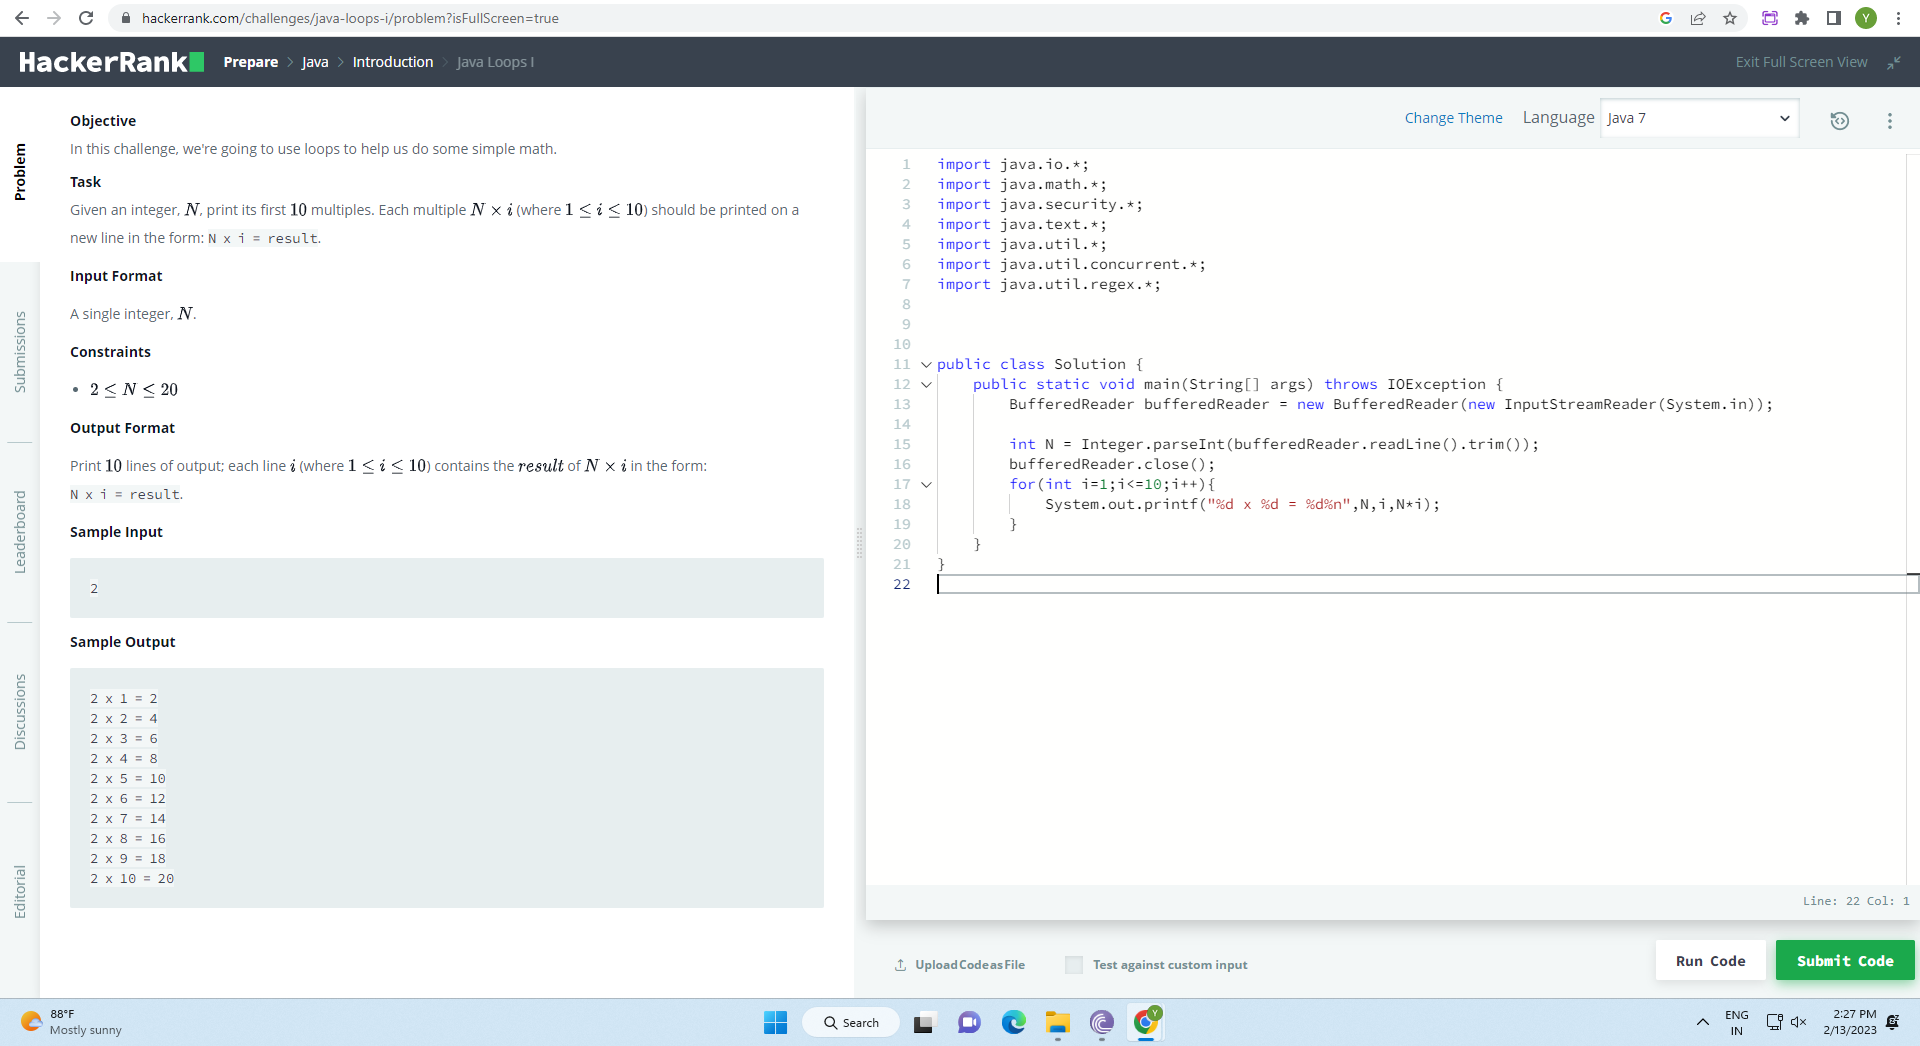 hackerrank.com/challenges/java-loops-i/problem?isFullScreen=true
Y
HackerRank
Prepare > Java > Introduction > Java Loops I
Exit Full Screen View
Problem
Submissions
Leaderboard
Discussions
Editorial
Objective
In this challenge, we're going to use loops to help us do some simple math.
Task
Given an integer, N, print its first 10 multiples. Each multiple N × i (where 1 ≤ i ≤ 10) should be printed on a
new line in the form: N x i = result.
Input Format
A single integer, N.
Constraints
• 2 ≤ N ≤ 20
Output Format
Print 10 lines of output; each line i (where 1 ≤ i ≤ 10) contains the result of N × i in the form:
N x i = result.
Sample Input
2
Sample Output
2 x 1 = 2
2 x 2 = 4
2 x 3 = 6
2 x 4 = 8
2 x 5 = 10
2 x 6 = 12
2 x 7 = 14
2 x 8 = 16
2 x 9 = 18
2 x 10 = 20
Change Theme Language Java 7
1 import java.io.*;
2 import java.math.*;
3 import java.security.*;
4 import java.text.*;
5 import java.util.*;
6 import java.util.concurrent.*;
7 import java.util.regex.*;
8
9
10
11 public class Solution {
12 public static void main(String[] args) throws IOException {
13 BufferedReader bufferedReader = new BufferedReader(new InputStreamReader(System.in));
14
15 int N = Integer.parseInt(bufferedReader.readLine().trim());
16 bufferedReader.close();
17 for(int i=1;i<=10;i++){
18 System.out.printf("%d x %d = %d%n",N,i,N*i);
19 }
20 }
21 }
22
Line: 22 Col: 1
Upload Code as File
Test against custom input
Run Code
Submit Code
88°F
Mostly sunny
Search
Y
ENG
IN
2:27 PM
2/13/2023